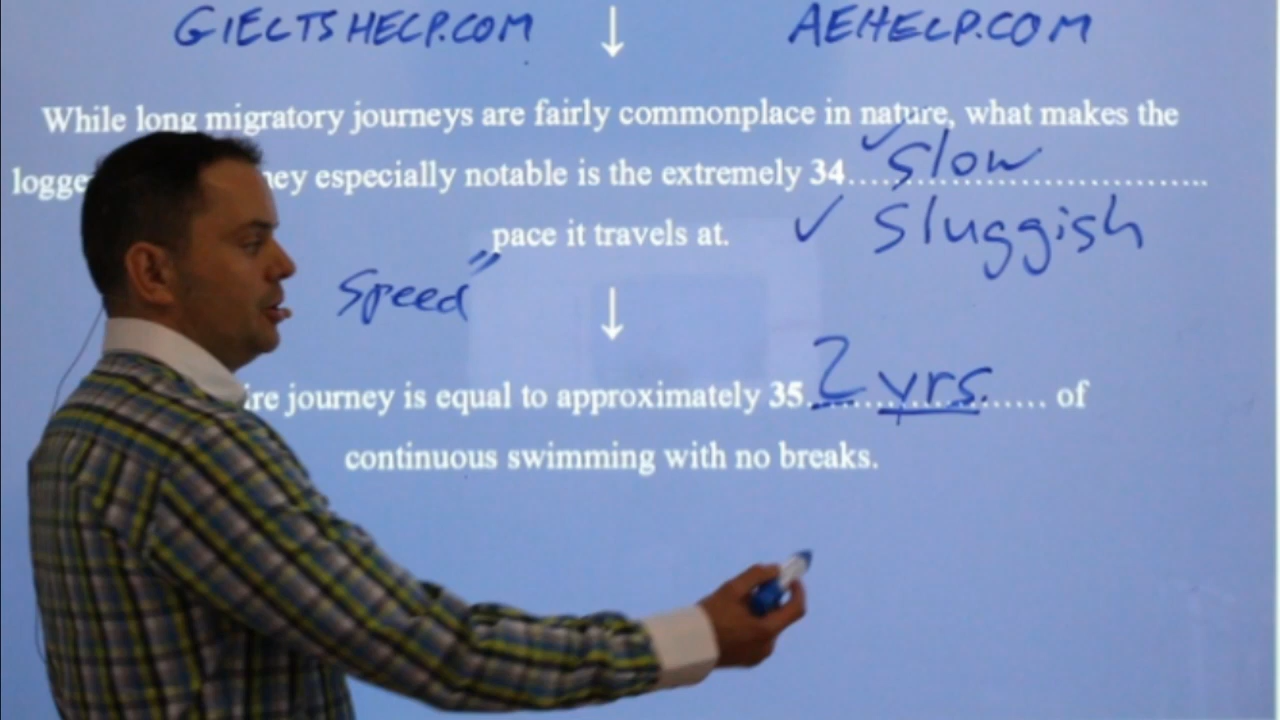 GIELTSHELP.COM ↓ AEHELP.COM
While long migratory journeys are fairly commonplace in nature, what makes the
slow
especially notable is the extremely 34
pace it travels at. ✓ sluggish
speed"
↓
journey is equal to approximately 35 2 yrs. of
continuous swimming with no breaks.